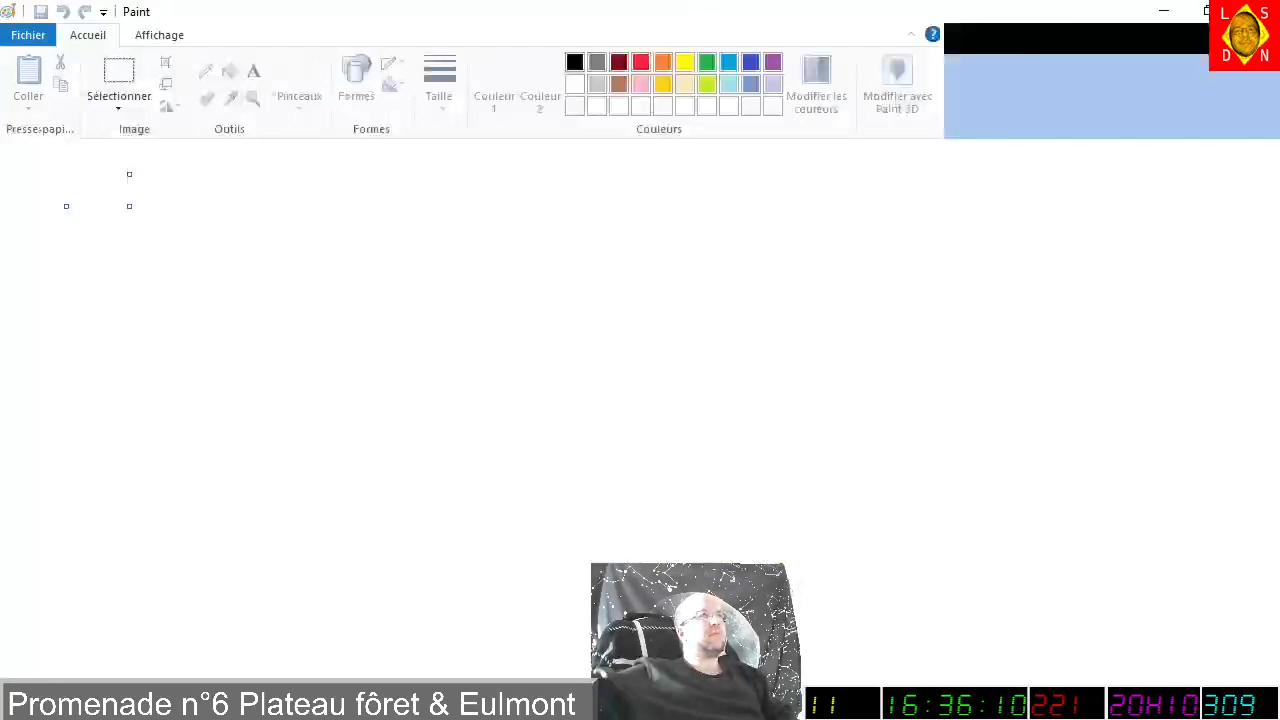 Paint
L S
D N
Fichier Accueil Affichage
Coller Sélectionner Pinceaux Formes Taille Couleur 1 Couleur 2 Modifier les couleurs Modifier avec Paint 3D
Presse-papi... Image Outils Formes Couleurs
Promenade n°6 Plateau fôret & Eulmont
11 16:36:10 221 20H10 309